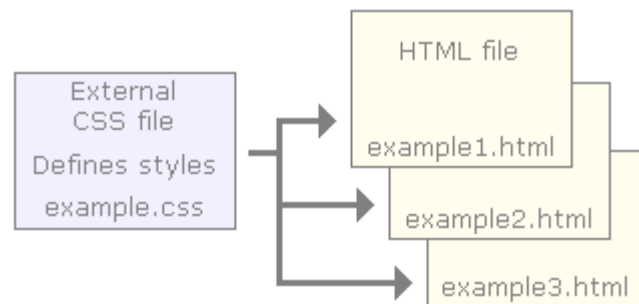 External
CSS file
Defines styles
example.css
HTML file
example1.html
example2.html
example3.html